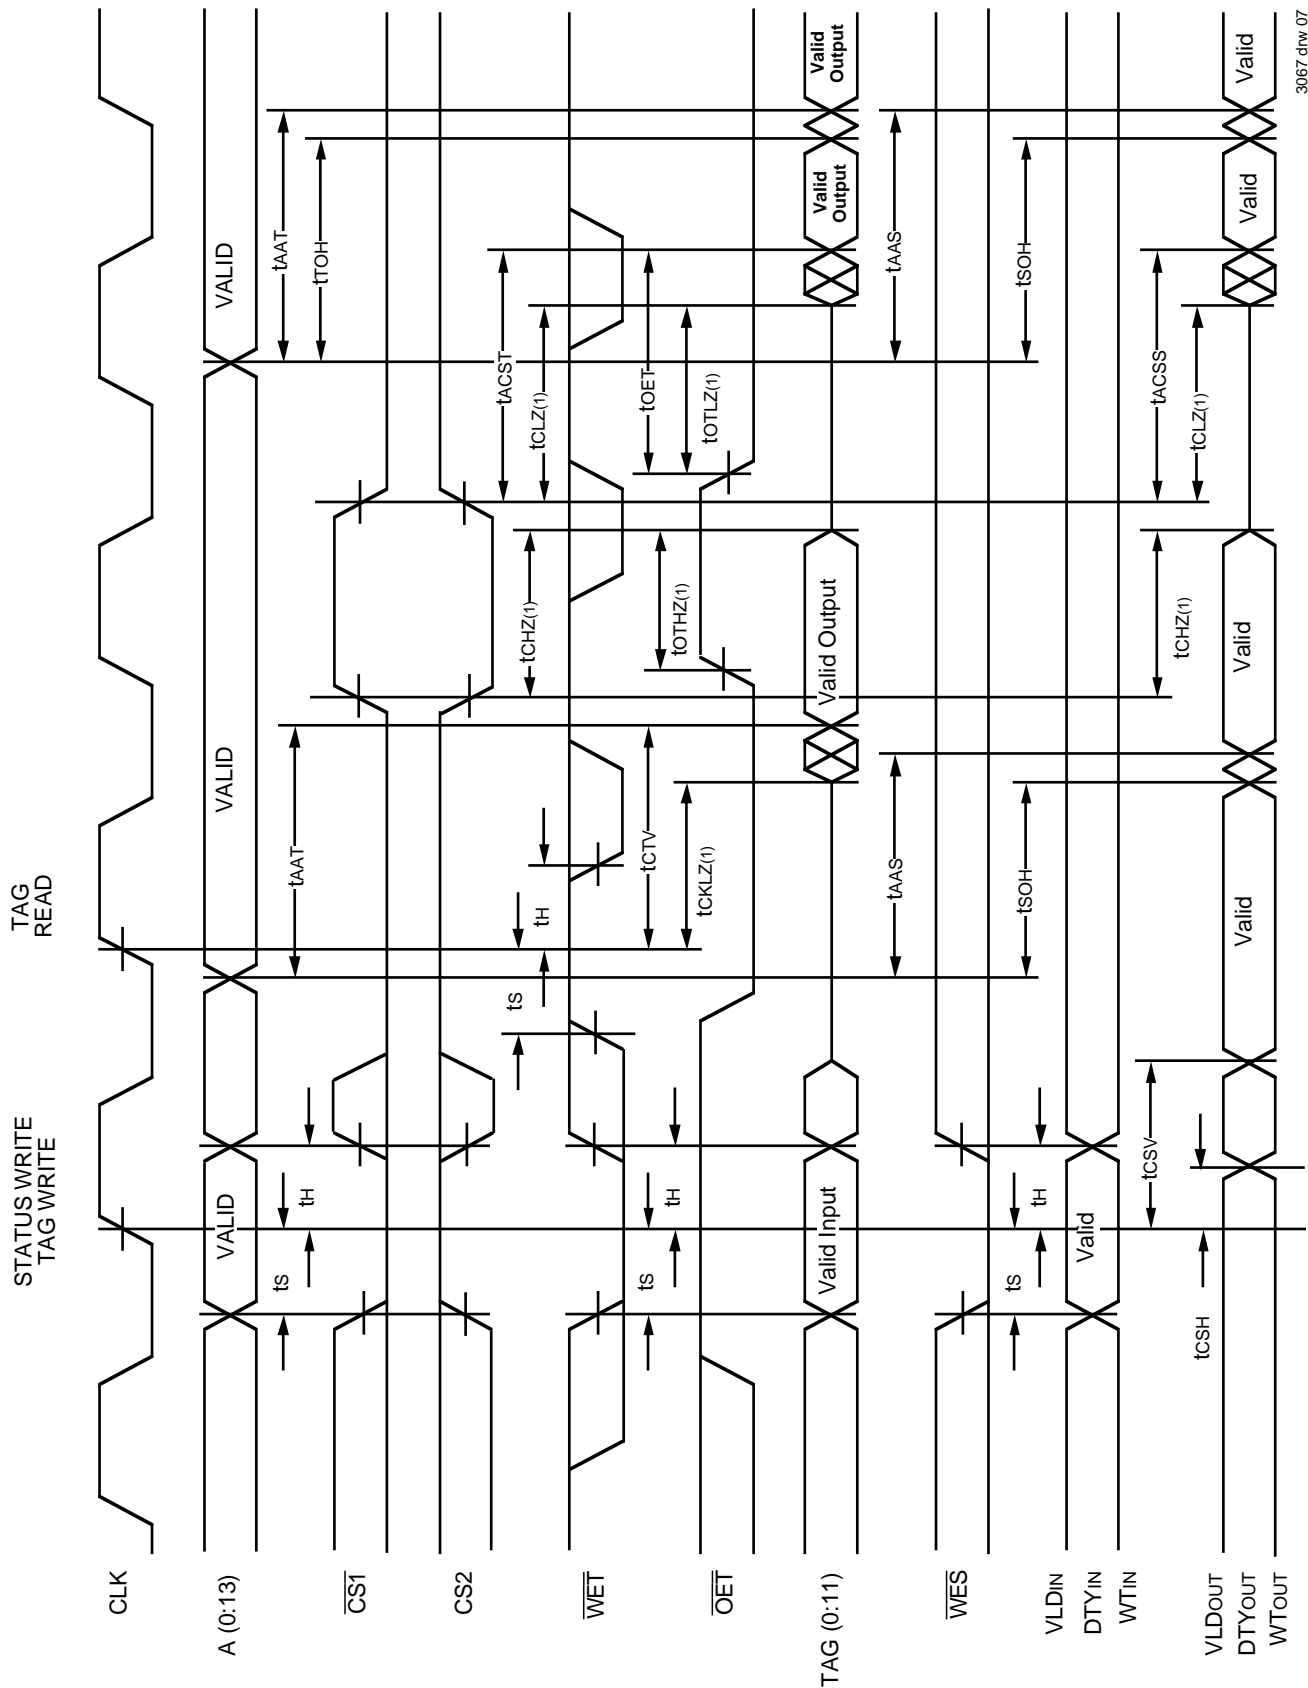 STATUS WRITE
TAG WRITE
TAG
READ
CLK
A (0:13)
VALID
VALID
VALID
tS
tH
tAAT
tAAT
tTOH
CS1
CS2
tACST
tCHZ(1)
tCLZ(1)
tS
tH
WET
tS
tH
tCTV
tCKLZ(1)
tOTHZ(1)
tOET
tOTLZ(1)
OET
TAG (0:11)
Valid Input
Valid Output
Valid
Output
Valid
Output
tAAS
tAAS
WES
tS
tH
tSOH
tSOH
VLDIN
DTYIN
WTIN
Valid
tCSH
tCSV
tCHZ(1)
tACSS
tCLZ(1)
VLDOUT
DTYOUT
WTOUT
Valid
Valid
Valid
Valid
3067 drw 07